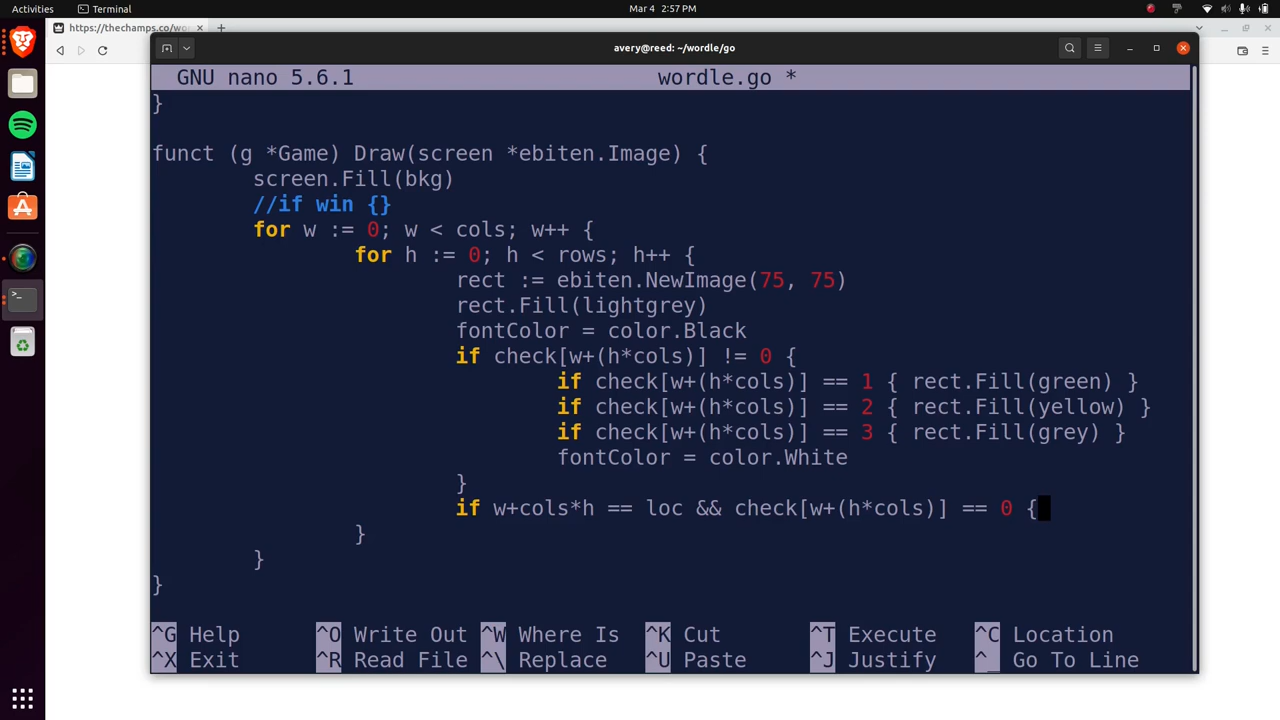 Activities Terminal Mar 4 2:57 PM
https://thechamps.co/wo
avery@reed: ~/wordle/go
GNU nano 5.6.1 wordle.go *
}
funct (g *Game) Draw(screen *ebiten.Image) {
screen.Fill(bkg)
//if win {}
for w := 0; w < cols; w++ {
for h := 0; h < rows; h++ {
rect := ebiten.NewImage(75, 75)
rect.Fill(lightgrey)
fontColor = color.Black
if check[w+(h*cols)] != 0 {
if check[w+(h*cols)] == 1 { rect.Fill(green) }
if check[w+(h*cols)] == 2 { rect.Fill(yellow) }
if check[w+(h*cols)] == 3 { rect.Fill(grey) }
fontColor = color.White
}
if w+cols*h == loc && check[w+(h*cols)] == 0 {
}
}
}
^G Help ^O Write Out ^W Where Is ^K Cut ^T Execute ^C Location
^X Exit ^R Read File ^\ Replace ^U Paste ^J Justify ^_ Go To Line